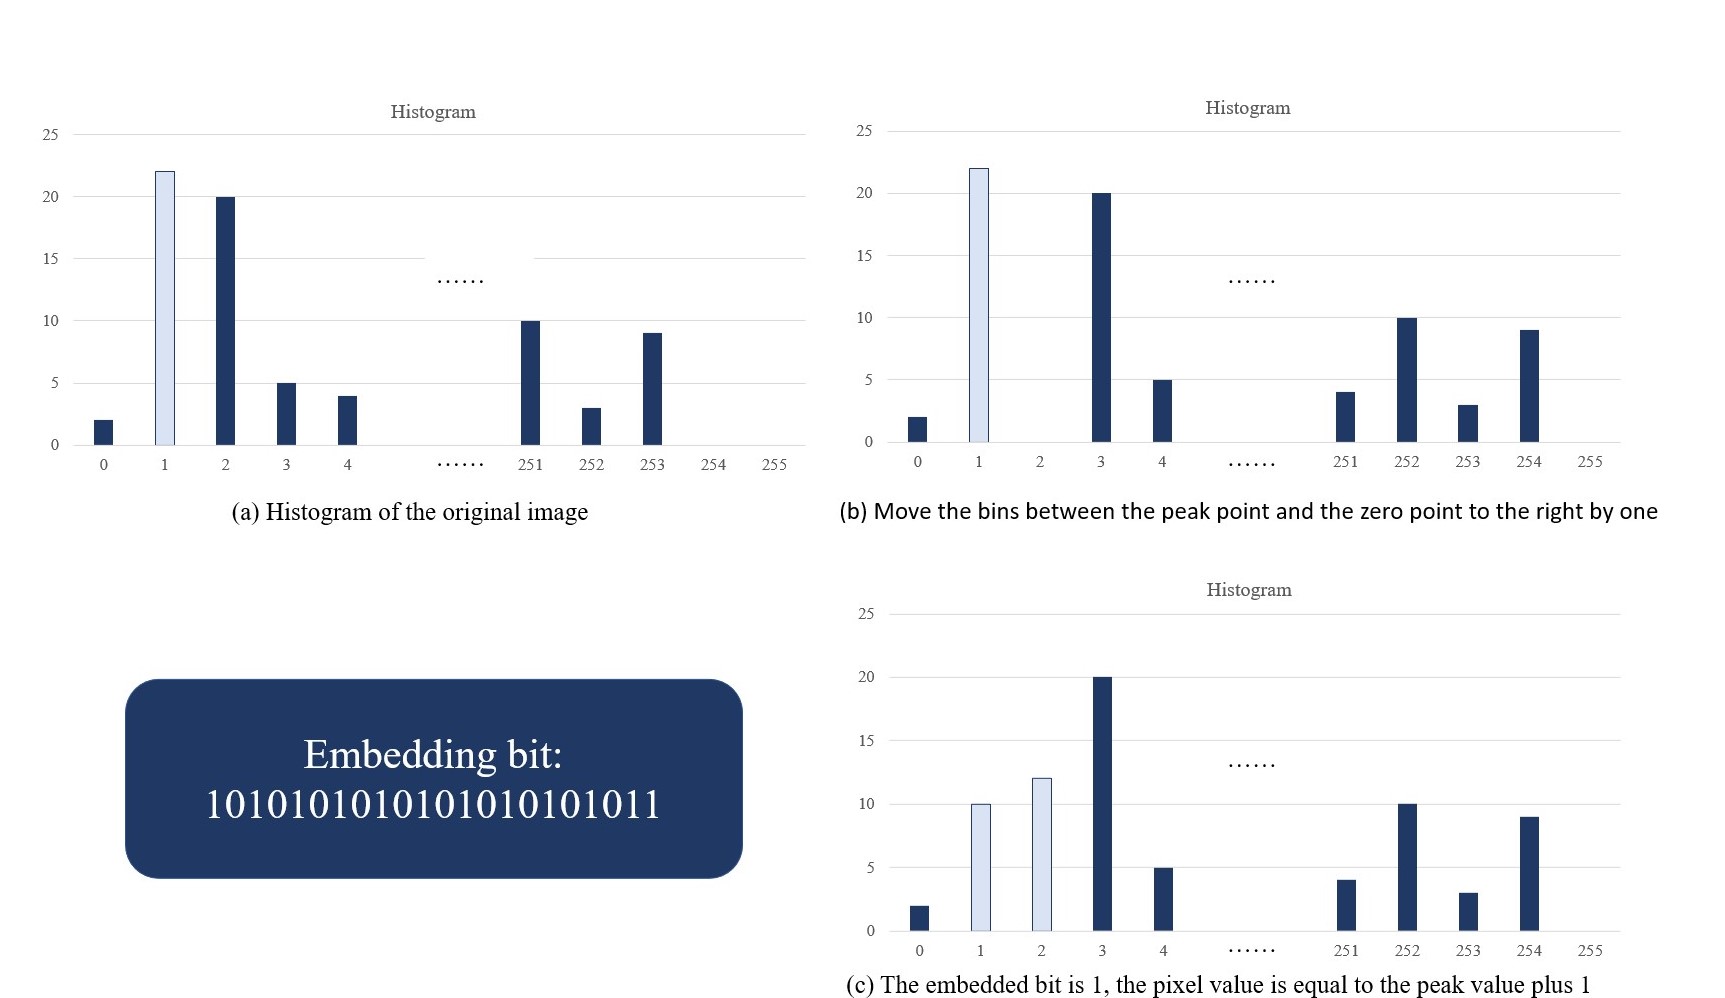 Histogram
25
20
15
10
5
0
......
0 1 2 3 4 ...... 251 252 253 254 255
(a) Histogram of the original image
Histogram
25
20
15
10
5
0
......
0 1 2 3 4 ...... 251 252 253 254 255
(b) Move the bins between the peak point and the zero point to the right by one
Embedding bit:
1010101010101010101011
Histogram
25
20
15
10
5
0
......
0 1 2 3 4 ...... 251 252 253 254 255
(c) The embedded bit is 1, the pixel value is equal to the peak value plus 1